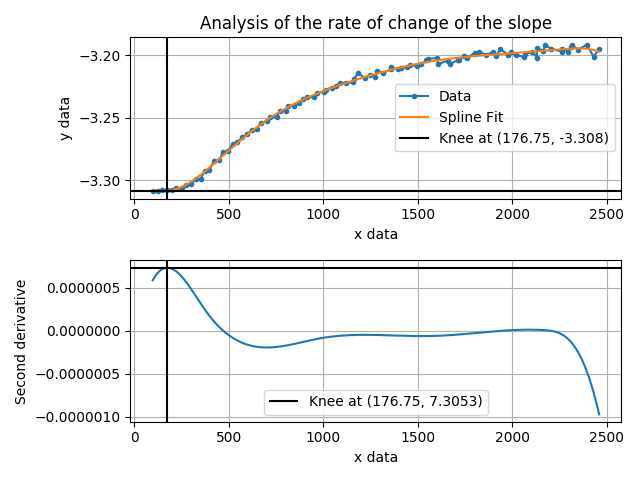 Analysis of the rate of change of the slope
y data
−3.20
−3.25
−3.30
Data
Spline Fit
Knee at (176.75, -3.308)
0 500 1000 1500 2000 2500
x data
Second derivative
0.0000005
0.0000000
−0.0000005
−0.0000010
Knee at (176.75, 7.3053)
0 500 1000 1500 2000 2500
x data